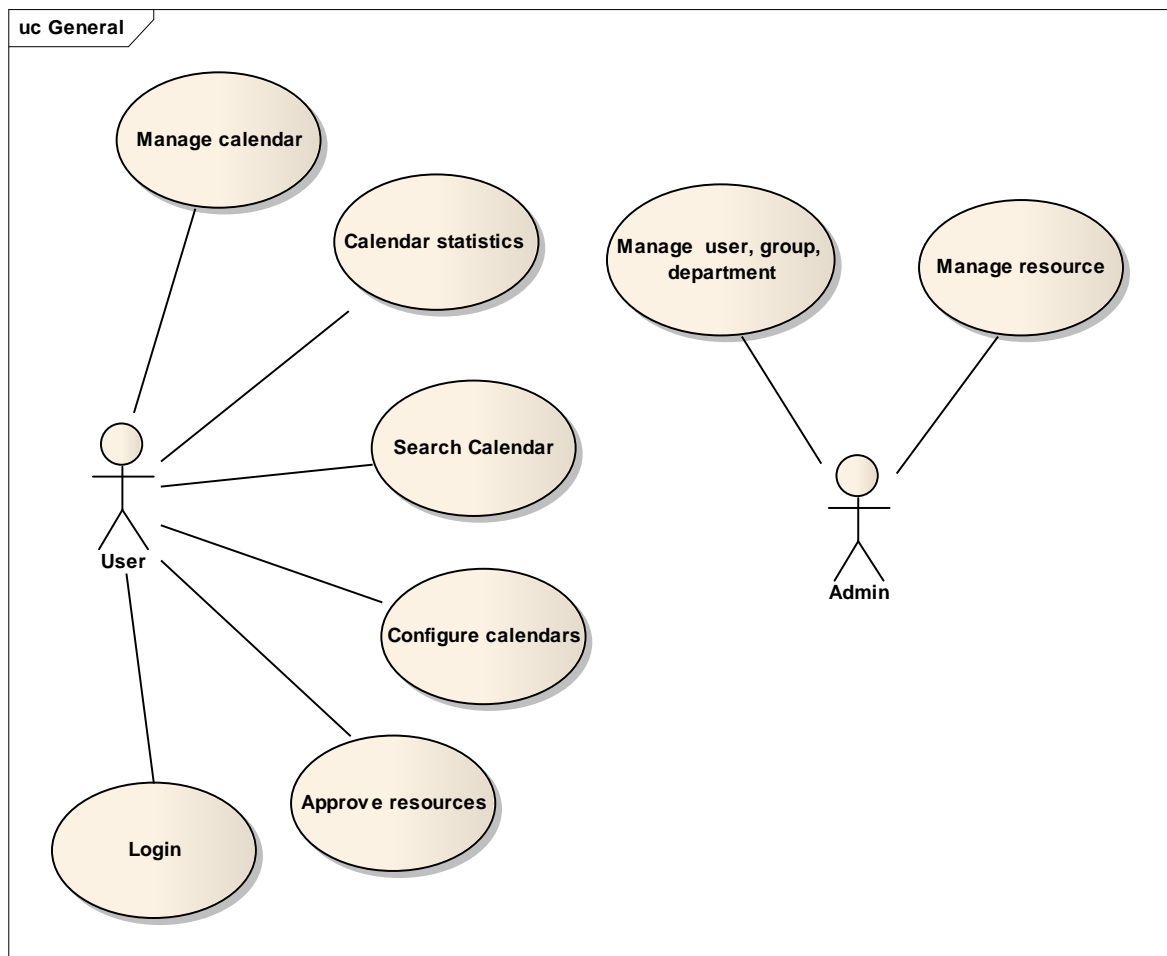 uc General
Manage calendar
Calendar statistics
Manage user, group,
department
Manage resource
Search Calendar
User
Admin
Configure calendars
Approve resources
Login